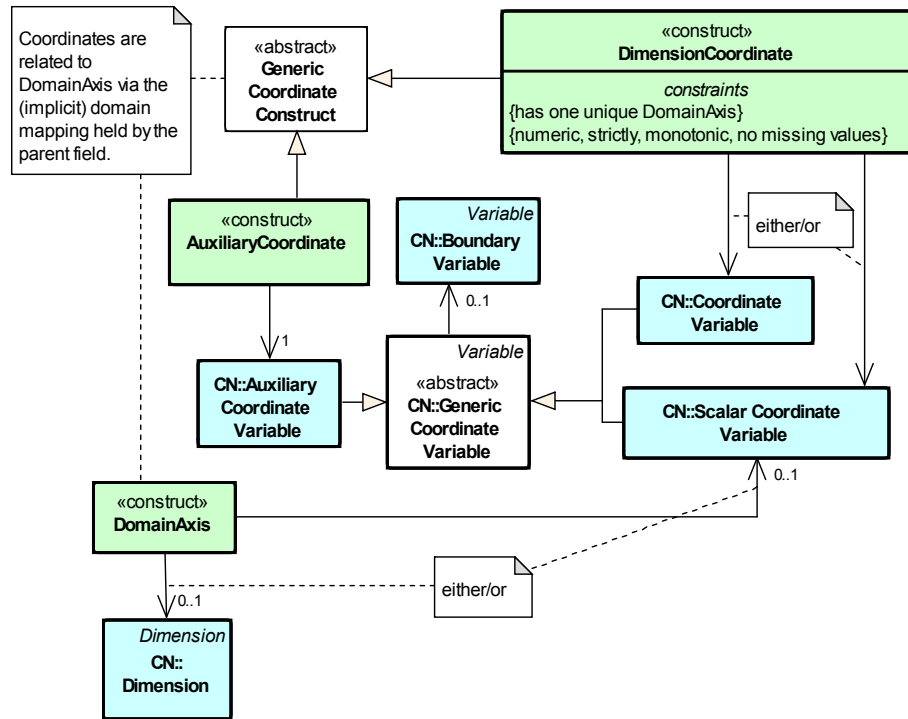 Coordinates are
related to
DomainAxis via the
(implicit) domain
mapping held by the
parent field.
«abstract»
Generic
Coordinate
Construct
«construct»
DimensionCoordinate
constraints
{has one unique DomainAxis}
{numeric, strictly, monotonic, no missing values}
«construct»
AuxiliaryCoordinate
Variable
CN::Boundary
Variable
either/or
0..1
1
CN::Coordinate
Variable
CN::Auxiliary
Coordinate
Variable
Variable
«abstract»
CN::Generic
Coordinate
Variable
CN::Scalar Coordinate
Variable
0..1
«construct»
DomainAxis
either/or
0..1
Dimension
CN::
Dimension